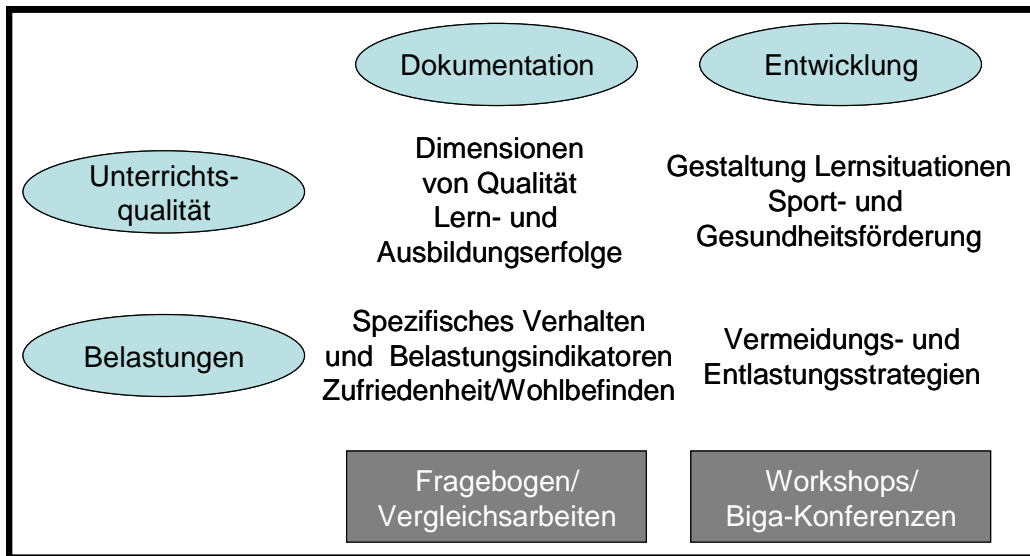 Dokumentation
Entwicklung
Unterrichts-
qualität
Dimensionen
von Qualität
Lern- und
Ausbildungserfolge
Gestaltung Lernsituationen
Sport- und
Gesundheitsförderung
Belastungen
Spezifisches Verhalten
und Belastungsindikatoren
Zufriedenheit/Wohlbefinden
Vermeidungs- und
Entlastungsstrategien
Fragebogen/
Vergleichsarbeiten
Workshops/
Biga-Konferenzen